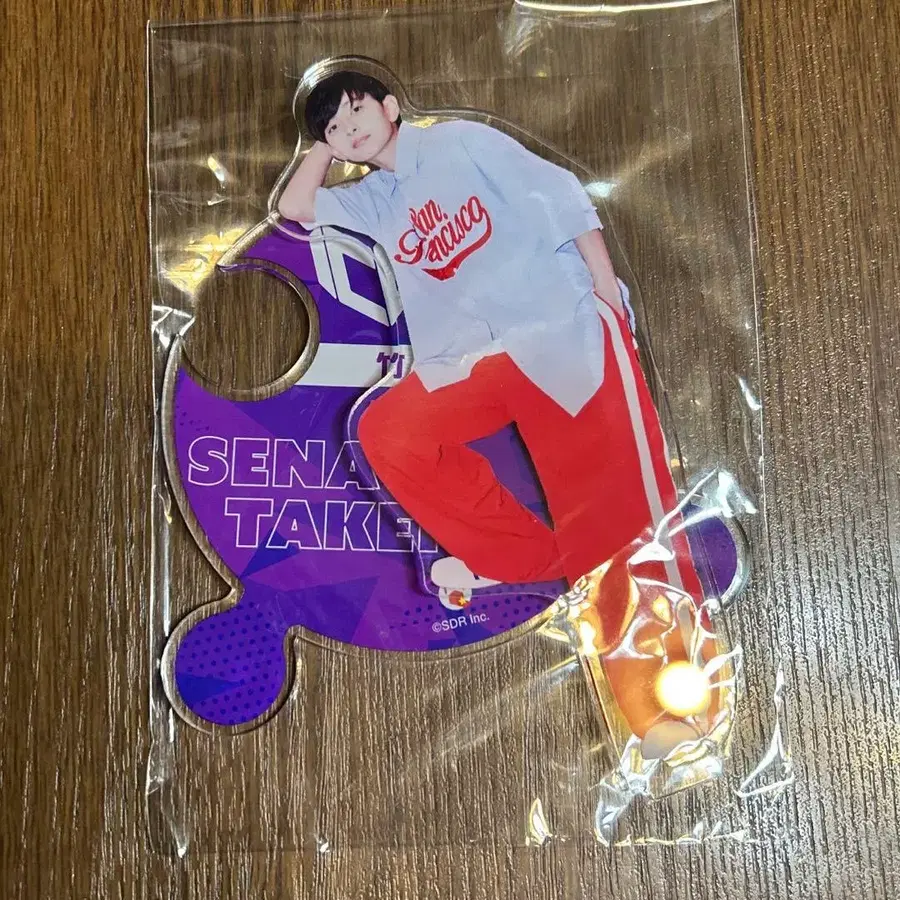 San
Francisco
SENA
TAKE
©SDR Inc.